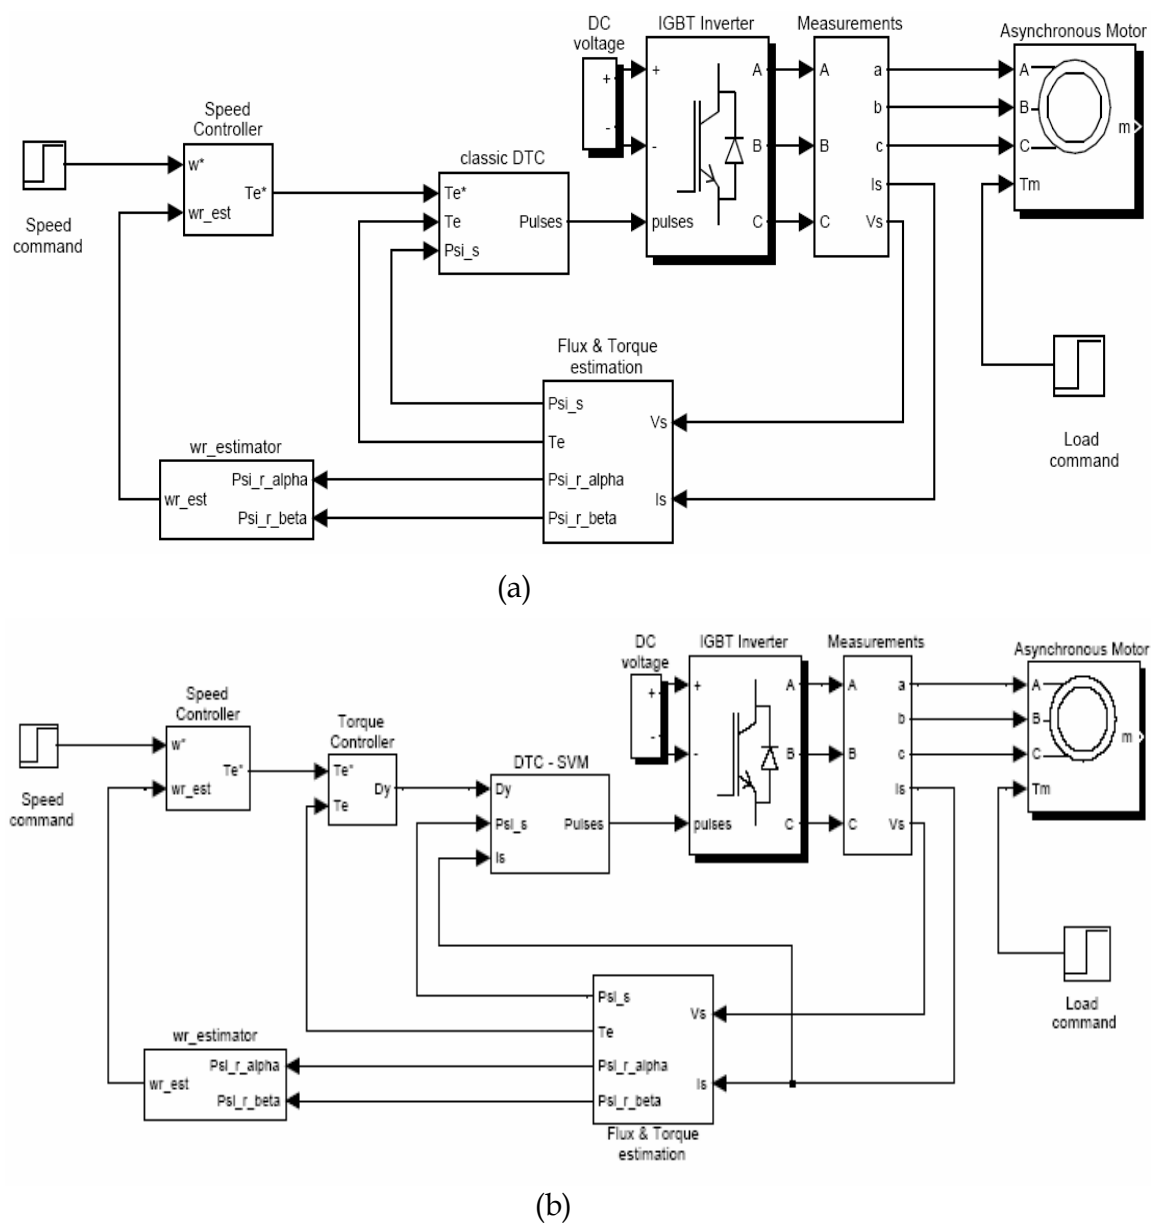 DC
voltage
IGBT Inverter
Measurements
Asynchronous Motor
+
-
+
-
pulses
A
B
C
A
B
C
a
b
c
Is
Vs
A
B
C
Tm
m
Speed
Controller
w*
wr_est
Te*
Speed
command
classic DTC
Te*
Te
Psi_s
Pulses
Flux & Torque
estimation
Psi_s
Te
Psi_r_alpha
Psi_r_beta
Vs
Is
Load
command
wr_estimator
wr_est
Psi_r_alpha
Psi_r_beta
(a)
DC
voltage
IGBT Inverter
Measurements
Asynchronous Motor
+
-
+
-
pulses
A
B
C
A
B
C
a
b
c
Is
Vs
A
B
C
Tm
m
Speed
Controller
w*
wr_est
Te*
Speed
command
Torque
Controller
Te*
Te
Dy
DTC - SVM
Dy
Psi_s
Is
Pulses
Psi_s
Te
Psi_r_alpha
Psi_r_beta
Vs
Is
Flux & Torque
estimation
Load
command
wr_estimator
wr_est
Psi_r_alpha
Psi_r_beta
(b)